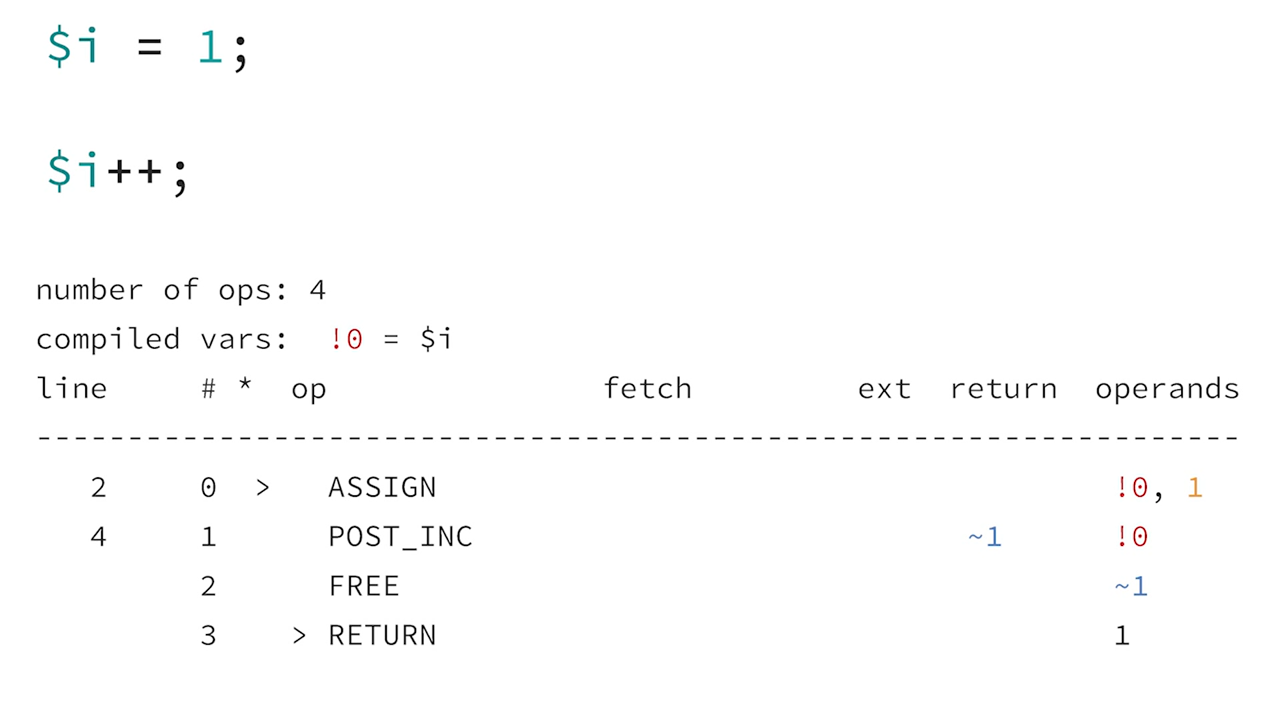 $i = 1;
$i++;
number of ops: 4
compiled vars: !0 = $i
line # * op fetch ext return operands
-------------------------------------------------------------------
2 0 > ASSIGN !0, 1
4 1 POST_INC ~1 !0
2 FREE ~1
3 > RETURN 1